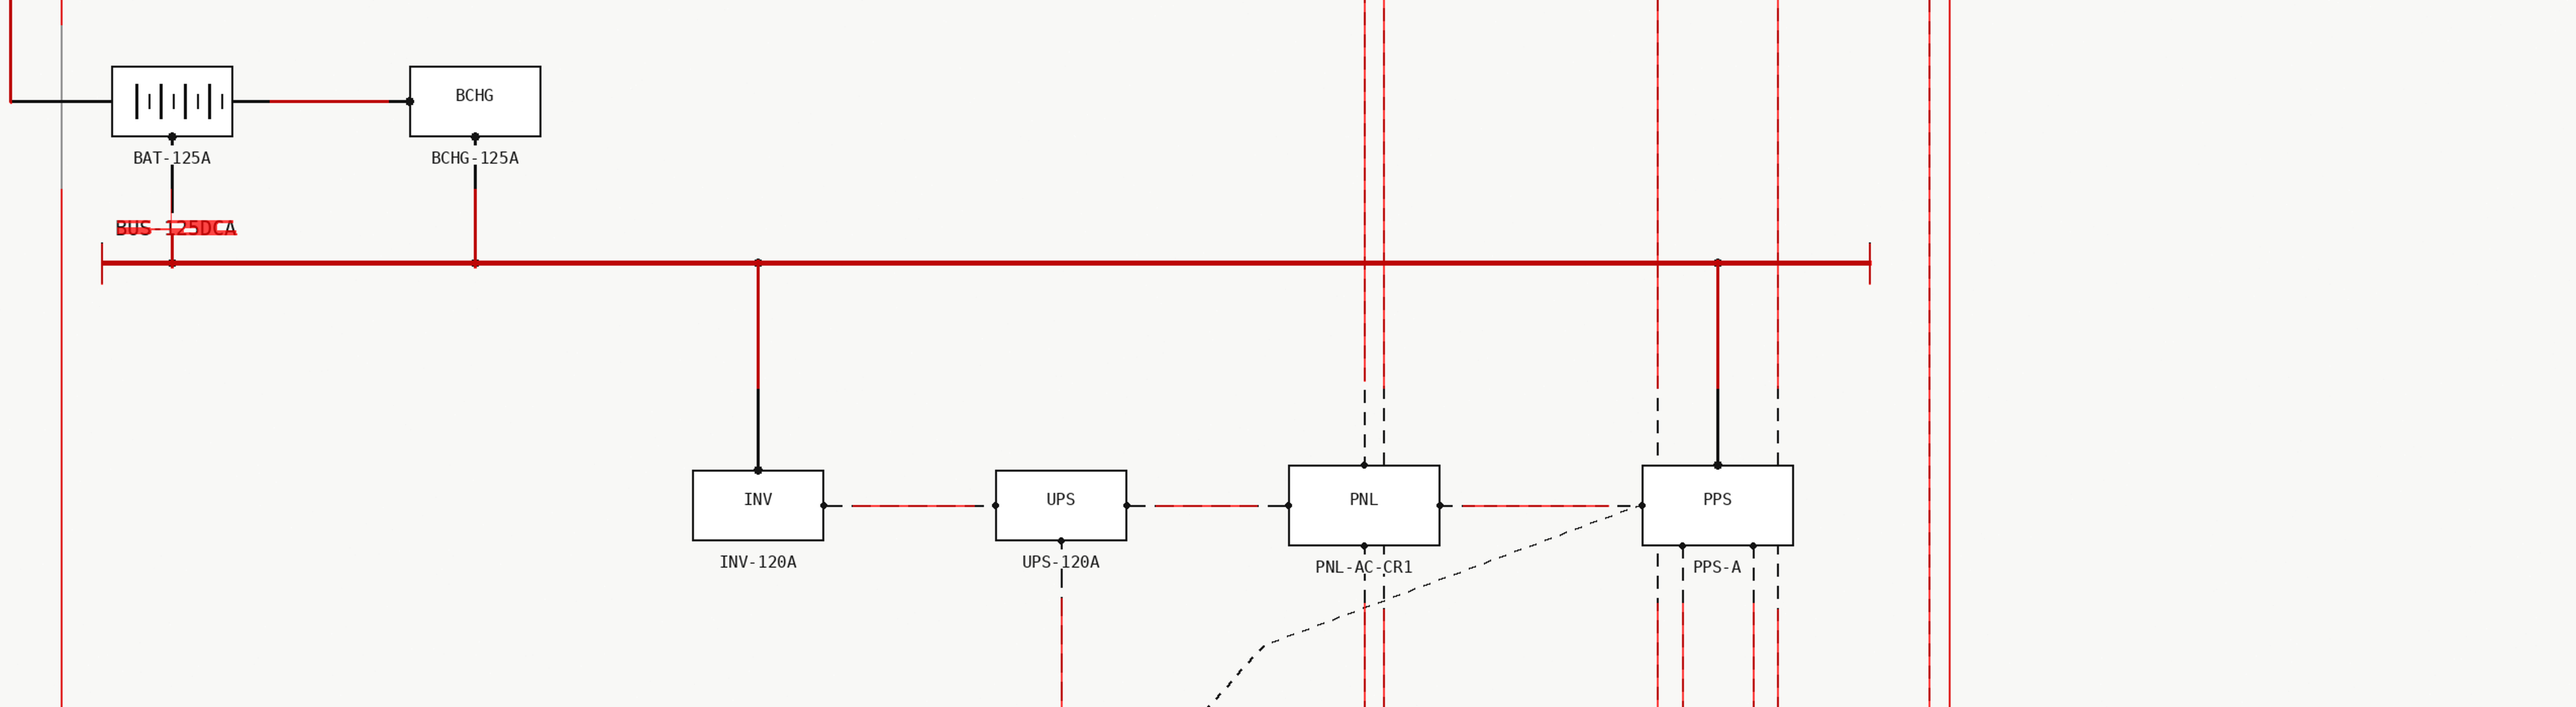 BCHG
BAT-125A
BCHG-125A
BUS-125DCA
INV
UPS
PNL
PPS
INV-120A
UPS-120A
PNL-AC-CR1
PPS-A